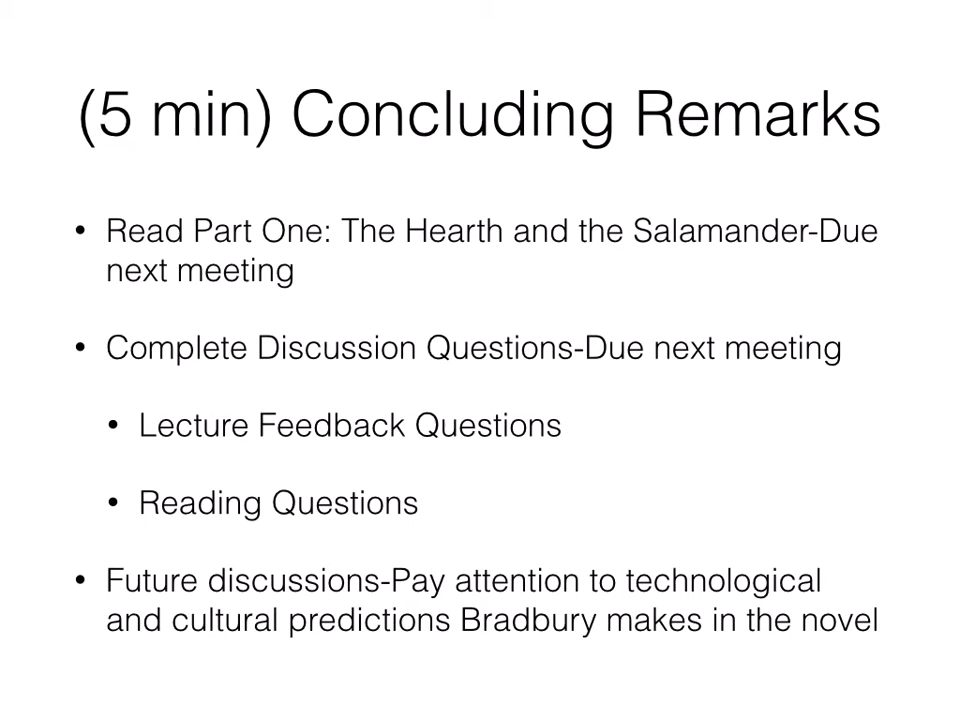 (5 min) Concluding Remarks
• Read Part One: The Hearth and the Salamander-Due
next meeting
• Complete Discussion Questions-Due next meeting
• Lecture Feedback Questions
• Reading Questions
• Future discussions-Pay attention to technological
and cultural predictions Bradbury makes in the novel